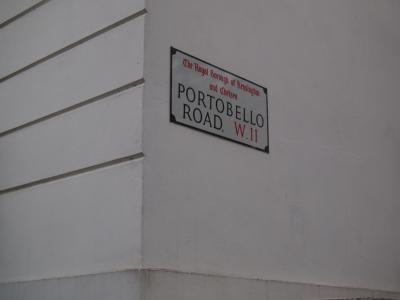 The Royal Borough of Kensington
and Chelsea
PORTOBELLO
ROAD, W.11